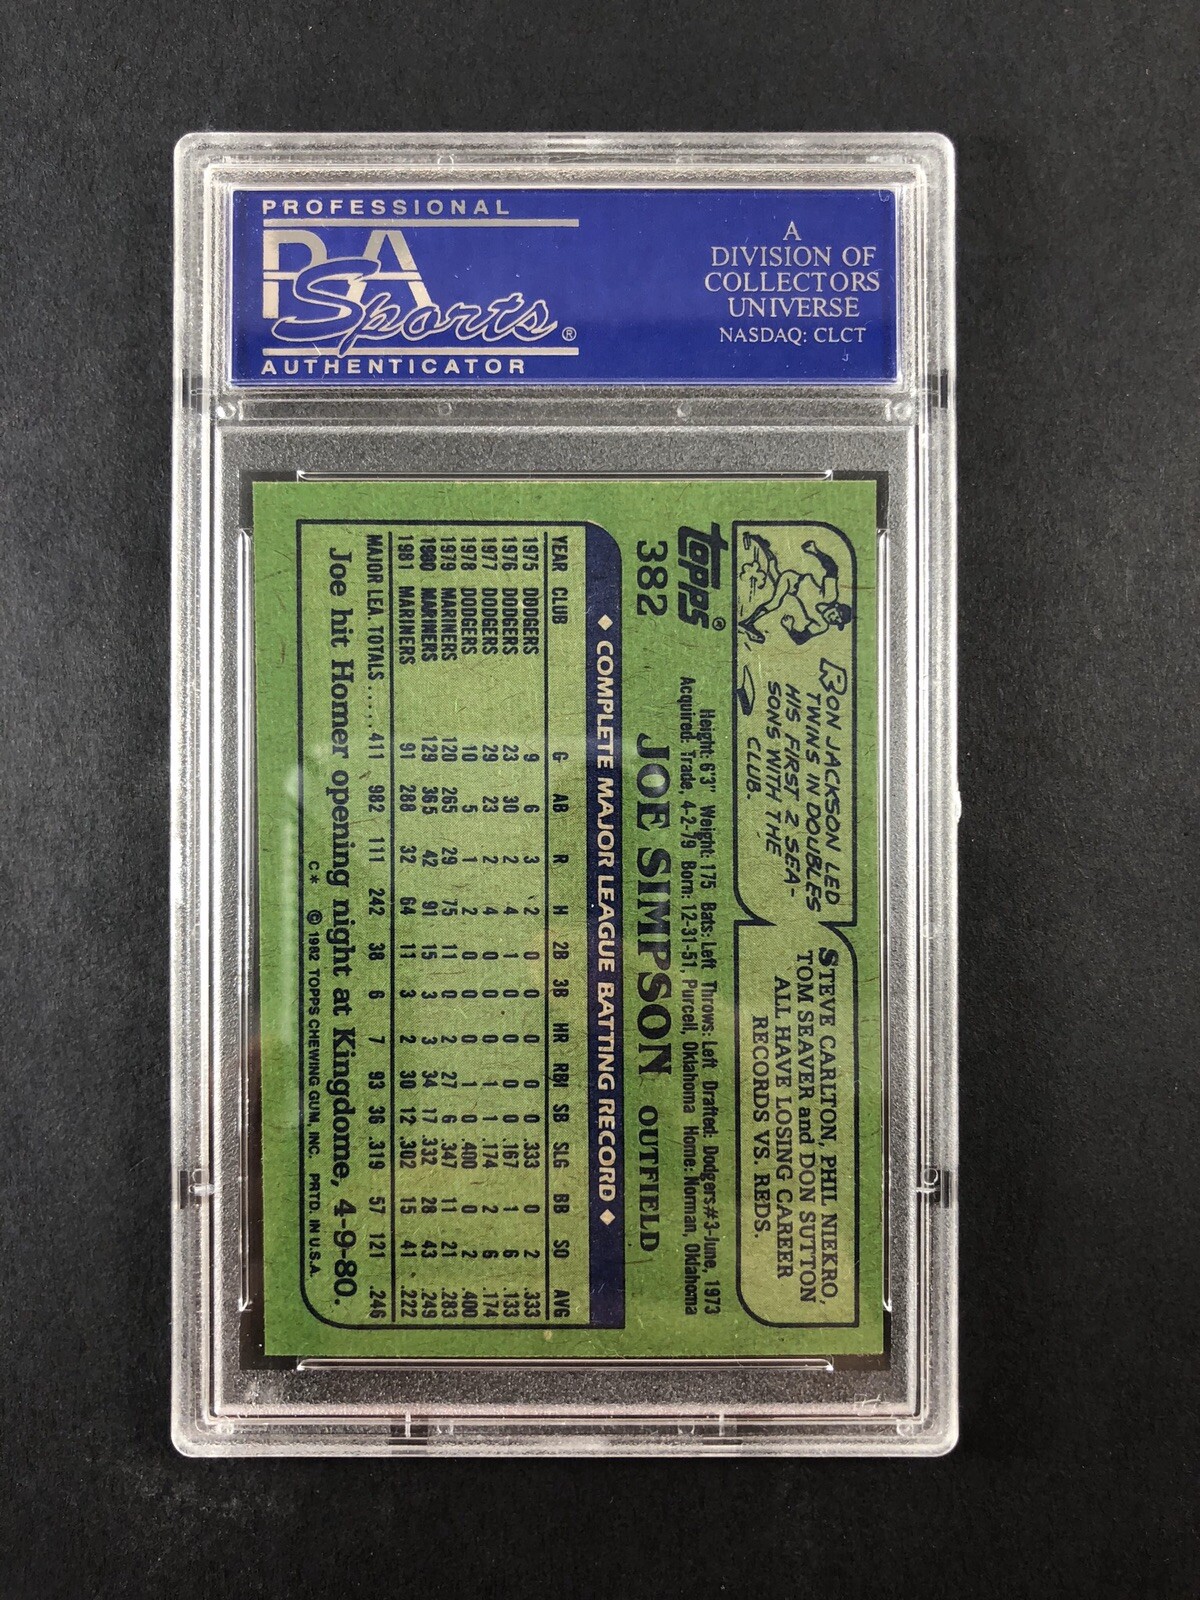 PROFESSIONAL
PSA
Sports®
AUTHENTICATOR
A
DIVISION OF
COLLECTORS
UNIVERSE
NASDAQ: CLCT
J
RON JACKSON LED
TWINS IN DOUBLES
HIS FIRST 2 SEA-
SONS WITH THE
CLUB.
STEVE CARLTON, PHIL NIEKRO,
TOM SEAVER and DON SUTTON
ALL HAVE LOSING CAREER
RECORDS VS. REDS.
topps®
382
Height: 6'3" Weight: 175 Bats: Left Throws: Left Drafted: Dodgers#3-June, 1973
Acquired: Trade, 4-2-79 Born: 12-31-51, Purcell, Oklahoma Home: Norman, Oklahoma
JOE SIMPSON OUTFIELD
◆ COMPLETE MAJOR LEAGUE BATTING RECORD ◆
YEAR CLUB G AB R H 2B 3B HR RBI SB SLG BB SO AVG
1975 DODGERS 9 6 3 2 0 0 0 0 0 .333 0 2 .333
1976 DODGERS 23 30 2 4 1 0 0 0 0 .167 1 6 .133
1977 DODGERS 29 23 2 4 0 0 0 1 1 .174 2 6 .174
1978 DODGERS 10 5 1 2 0 0 0 1 0 .400 0 2 .400
1979 MARINERS 120 265 29 75 11 0 2 27 6 .347 11 21 .283
1980 MARINERS 129 365 42 91 15 3 3 34 17 .332 28 43 .249
1981 MARINERS 91 288 32 64 11 3 2 30 12 .302 15 41 .222
MAJOR LEA. TOTALS......411 982 111 242 38 6 7 93 36 .319 57 121 .246
Joe hit Homer opening night at Kingdome, 4-9-80.
C* © 1982 TOPPS CHEWING GUM, INC. PRTD. IN U.S.A.